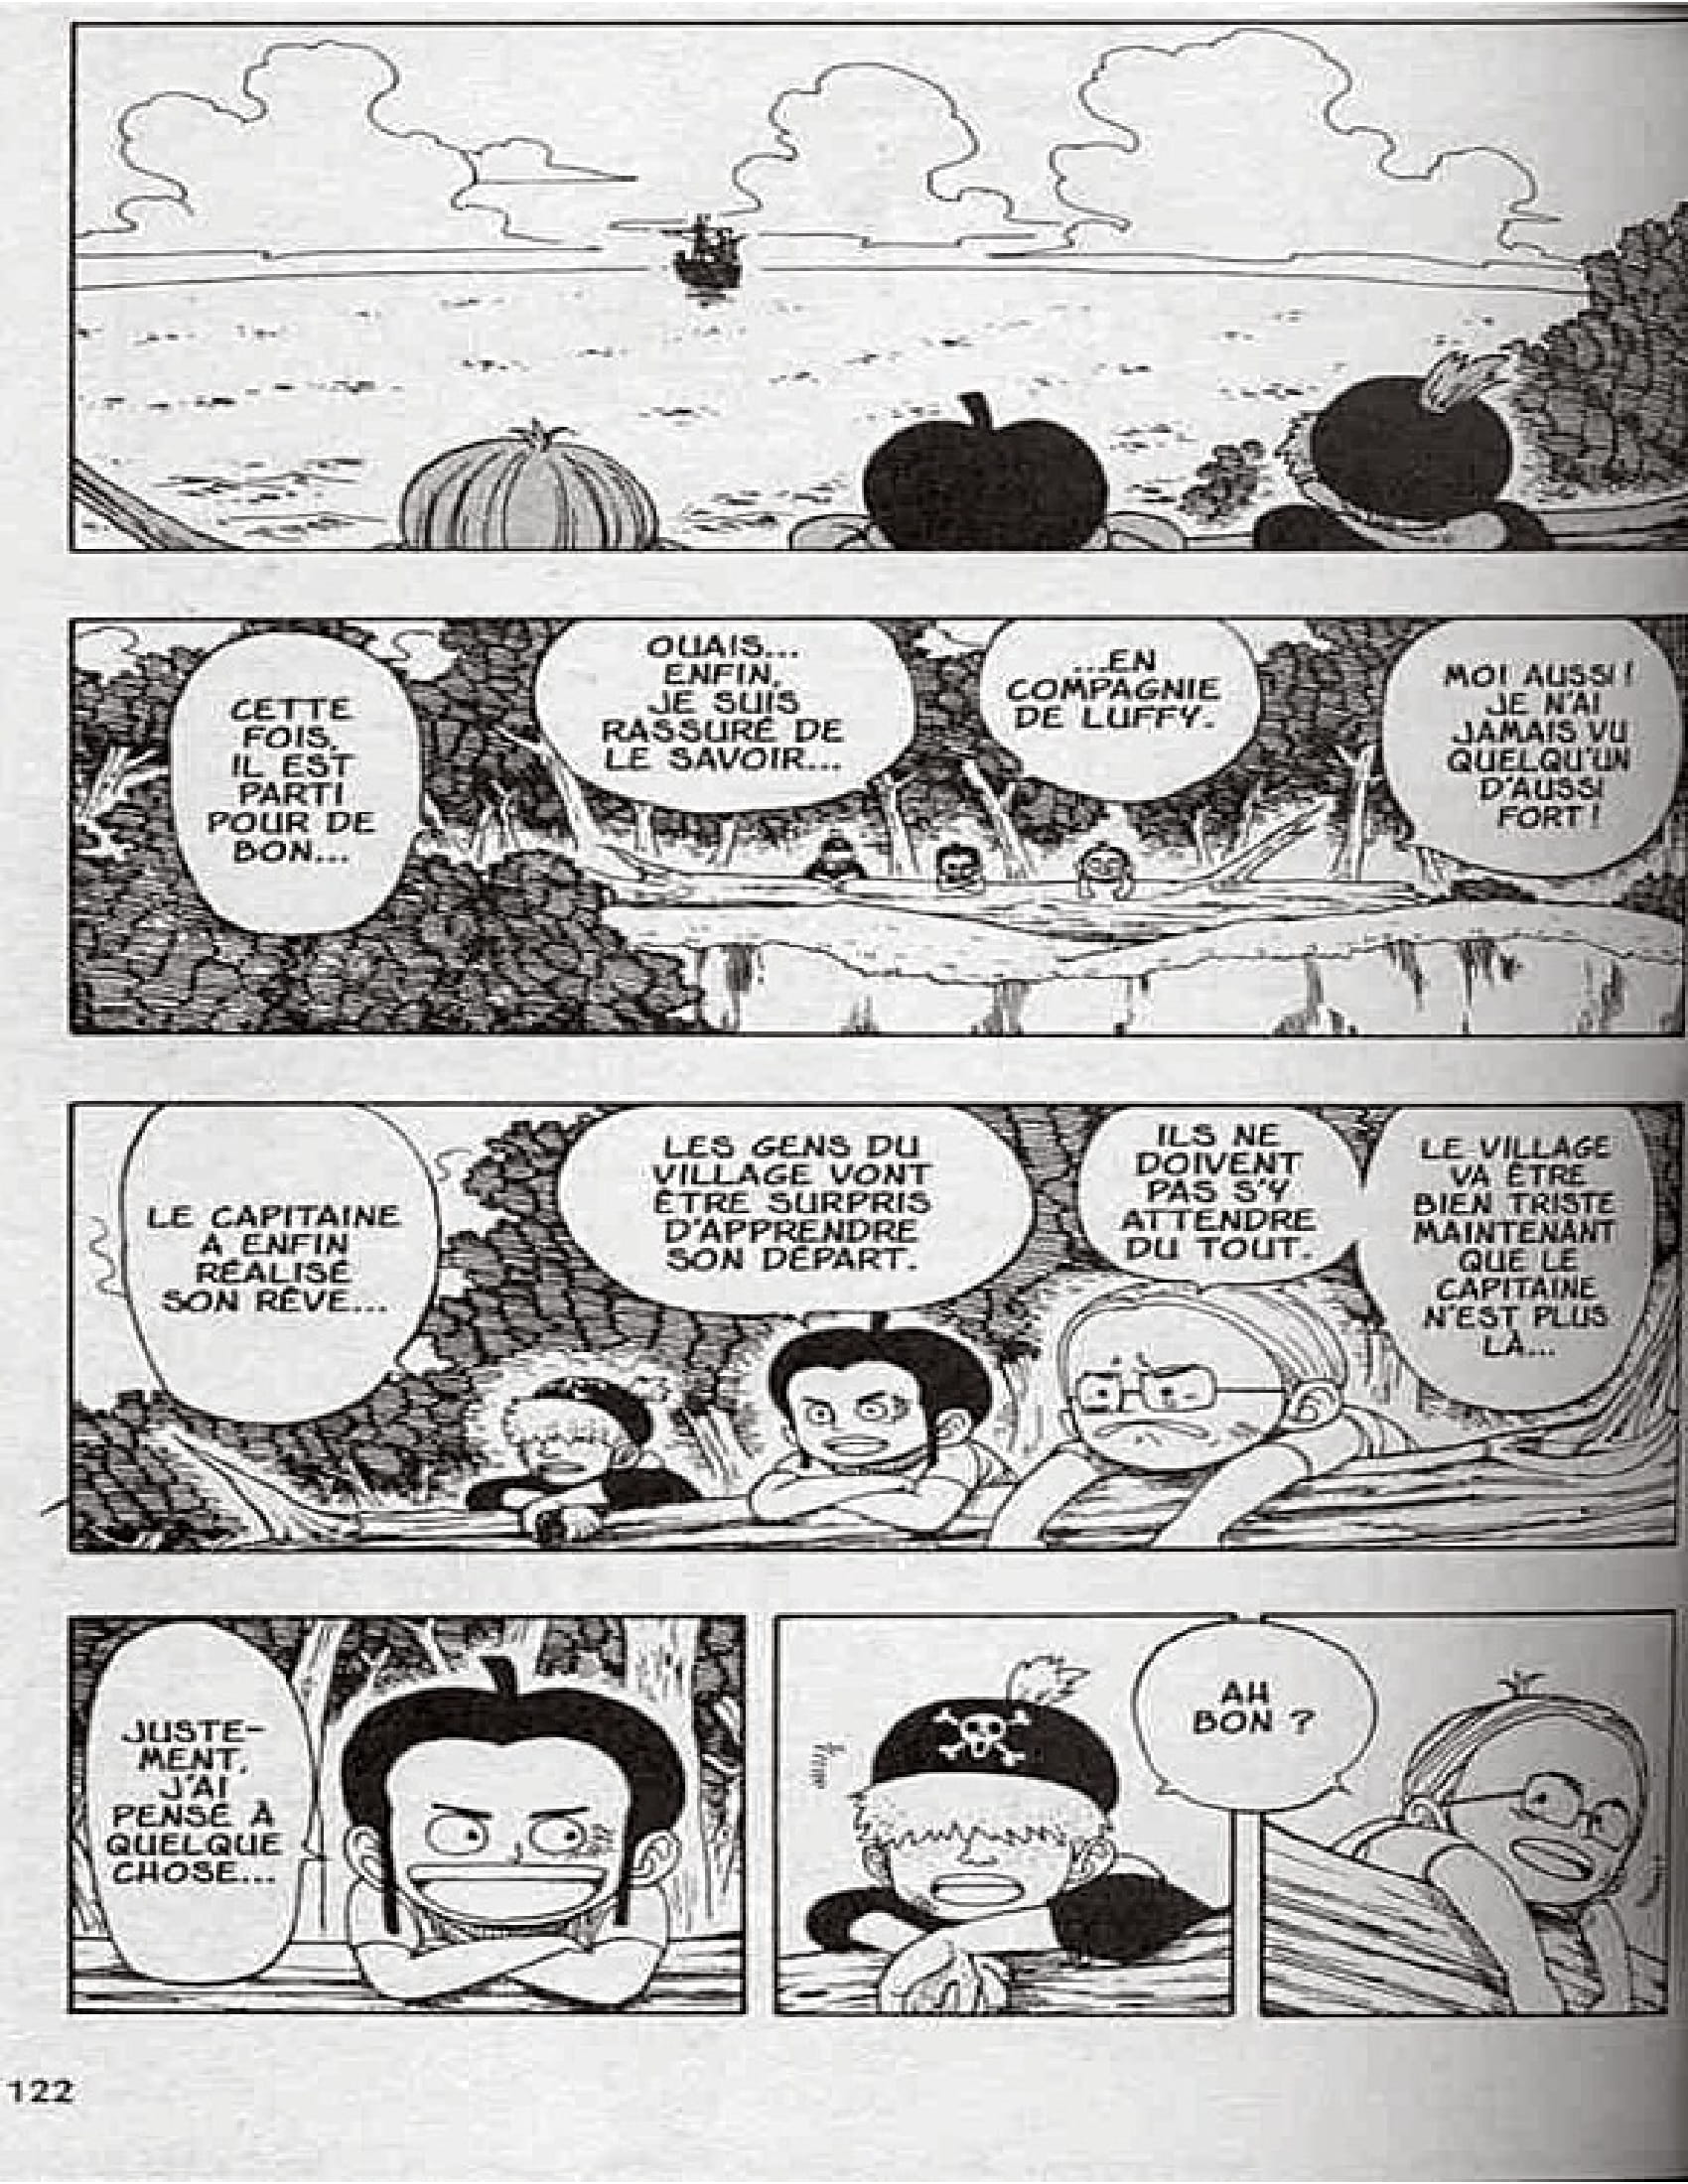 CETTE
FOIS,
IL EST
PARTI
POUR DE
BON...
OUAIS...
ENFIN,
JE SUIS
RASSURÉ DE
LE SAVOIR...
...EN
COMPAGNIE
DE LUFFY.
MOI AUSSI !
JE N'AI
JAMAIS VU
QUELQU'UN
D'AUSSI
FORT !
LE CAPITAINE
A ENFIN
RÉALISÉ
SON RÊVE...
LES GENS DU
VILLAGE VONT
ÊTRE SURPRIS
D'APPRENDRE
SON DÉPART.
ILS NE
DOIVENT
PAS S'Y
ATTENDRE
DU TOUT.
LE VILLAGE
VA ÊTRE
BIEN TRISTE
MAINTENANT
QUE LE
CAPITAINE
N'EST PLUS
LÀ...
JUSTE-
MENT,
J'AI
PENSÉ À
QUELQUE
CHOSE...
AH
BON ?
122